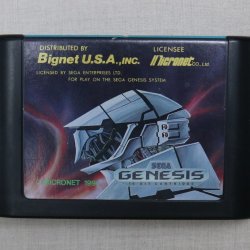 DISTRIBUTED BY
Bignet U.S.A.,INC.
LICENSEE
Micronet CO.,Ltd.
LICENSED BY SEGA ENTERPRISES LTD.
FOR PLAY ON THE SEGA GENESIS SYSTEM
SEGA
GENESIS
16-BIT CARTRIDGE
MICRONET